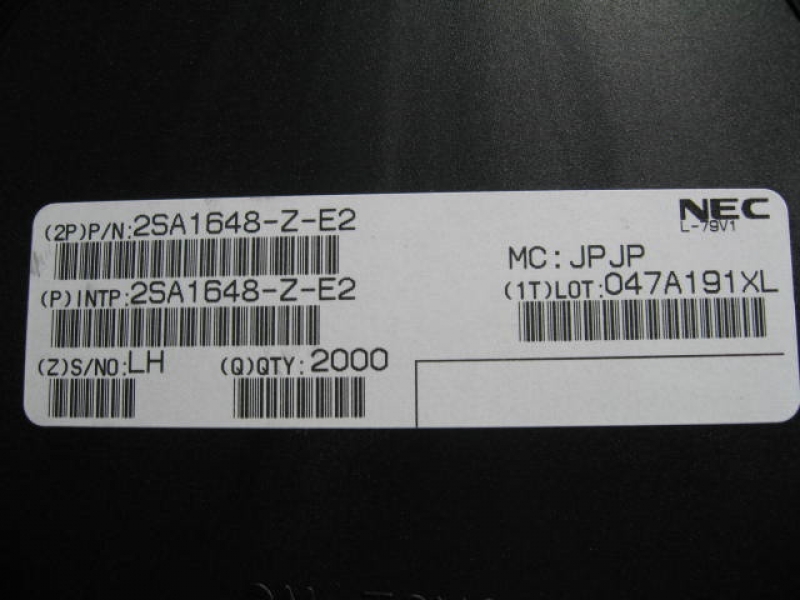 (2P)P/N:2SA1648-Z-E2
NEC
L-79V1
MC:JPJP
(P)INTP:2SA1648-Z-E2
(1T)LOT:047A191XL
(Z)S/NO:LH
(Q)QTY:2000